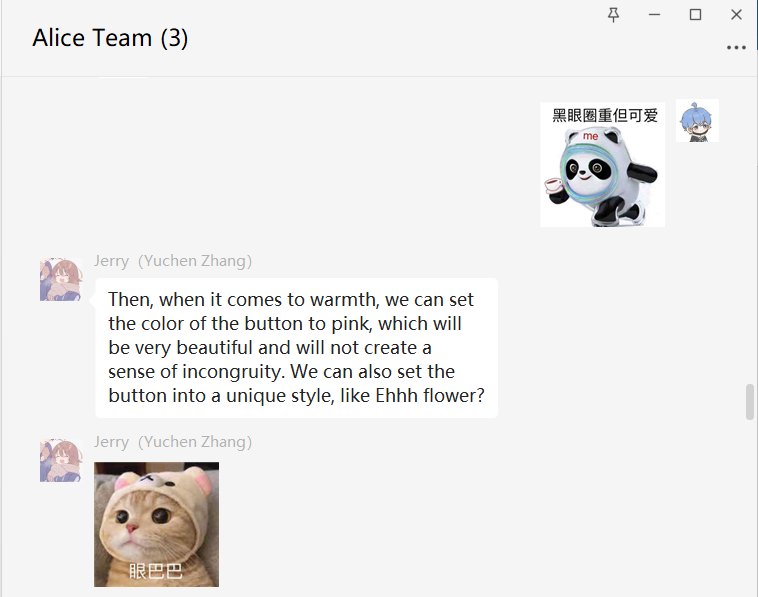 Alice Team (3)
黑眼圈重但可爱
me
Jerry（Yuchen Zhang）
Then, when it comes to warmth, we can set
the color of the button to pink, which will
be very beautiful and will not create a
sense of incongruity. We can also set the
button into a unique style, like Ehhh flower?
Jerry（Yuchen Zhang）
眼巴巴